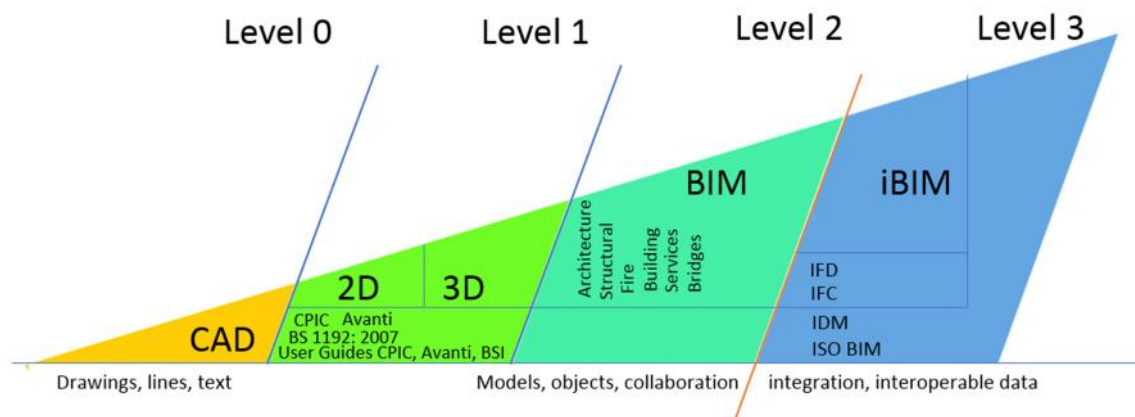 Level 0
Level 1
Level 2
Level 3
CAD
2D
3D
CPIC Avanti
BS 1192: 2007
User Guides CPIC, Avanti, BSI
BIM
Architecture
Structural
Fire
Building
Services
Bridges
iBIM
IFD
IFC
IDM
ISO BIM
Drawings, lines, text
Models, objects, collaboration
integration, interoperable data